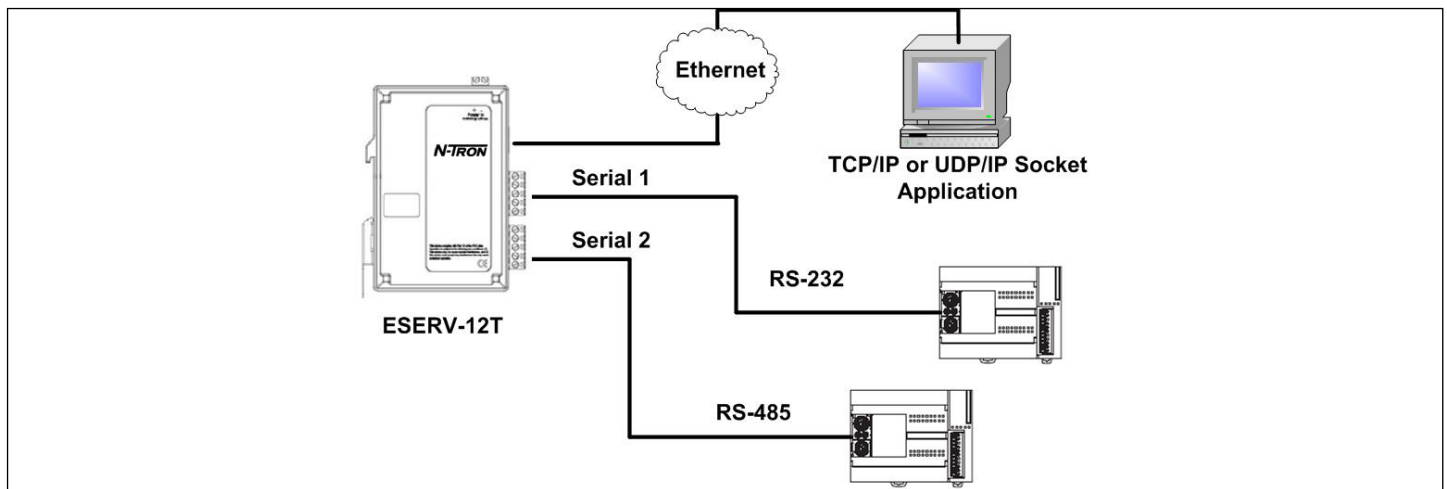 Ethernet
N-TRON
TCP/IP or UDP/IP Socket
Application
Serial 1
Serial 2
RS-232
ESERV-12T
RS-485